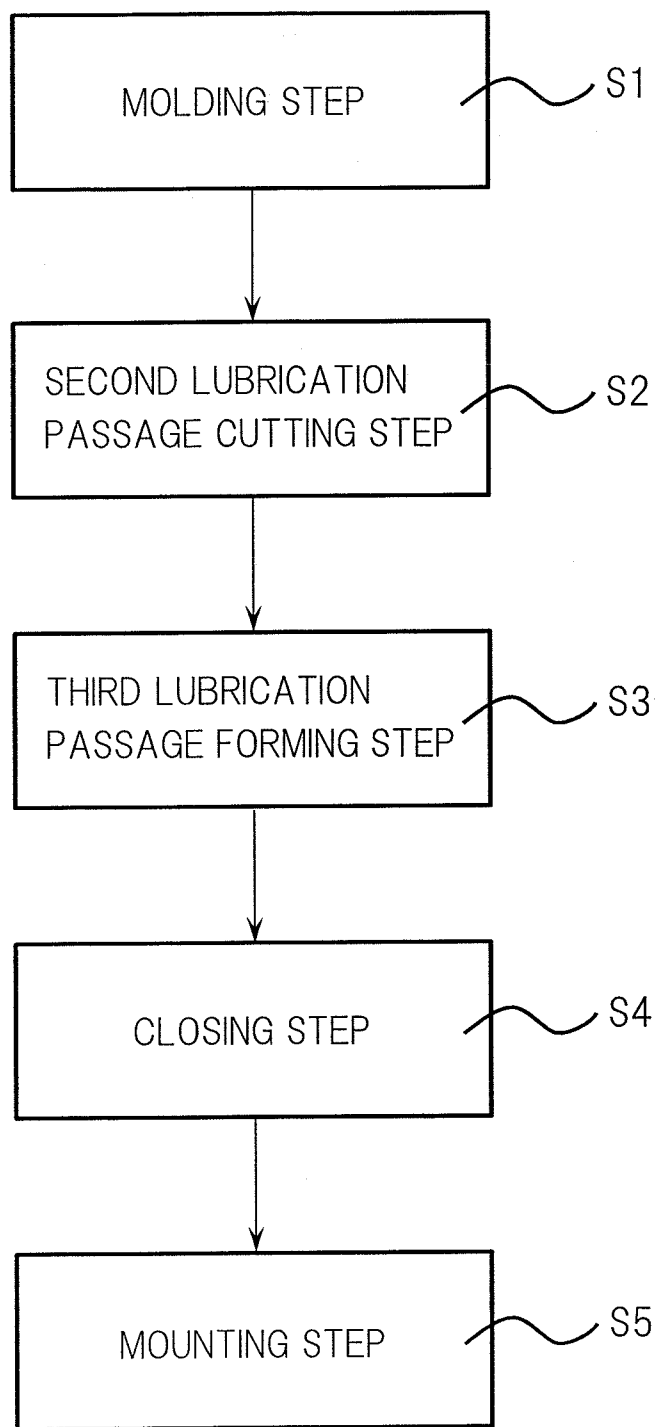 MOLDING STEP
S1
SECOND LUBRICATION
PASSAGE CUTTING STEP
S2
THIRD LUBRICATION
PASSAGE FORMING STEP
S3
CLOSING STEP
S4
MOUNTING STEP
S5